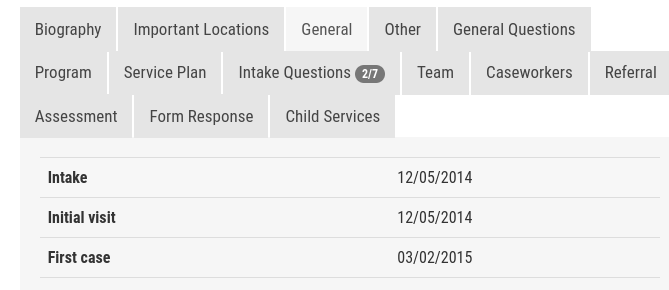 Biography Important Locations General Other General Questions
Program Service Plan Intake Questions 2/7 Team Caseworkers Referral
Assessment Form Response Child Services
Intake 12/05/2014
Initial visit 12/05/2014
First case 03/02/2015